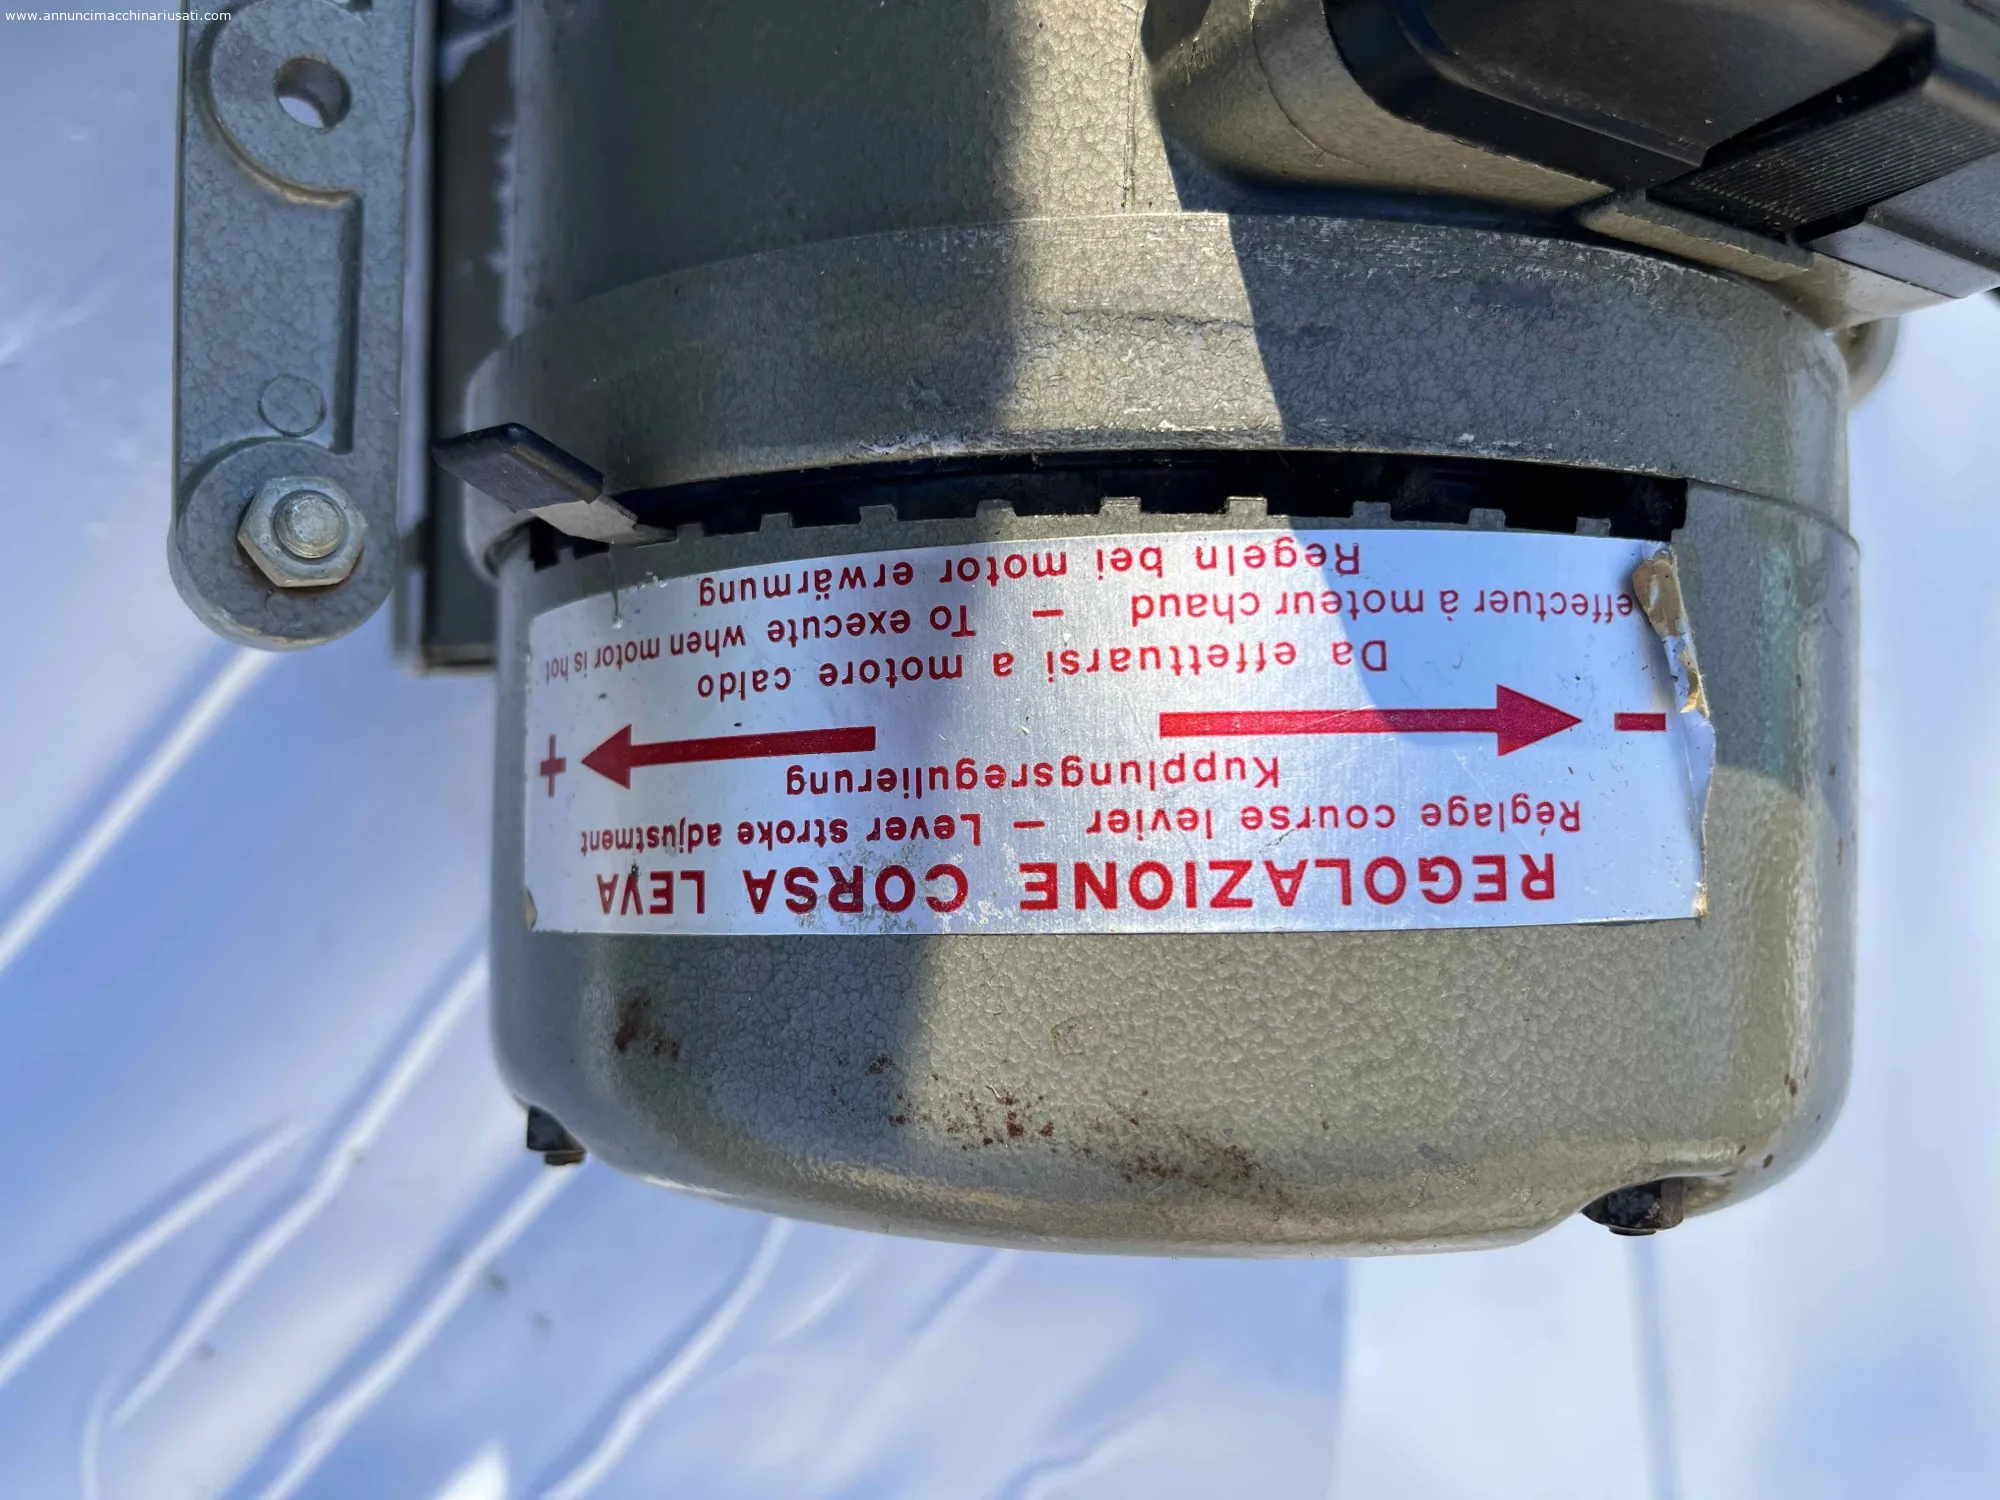 www.annuncimacchinariusati.com
REGOLAZIONE CORSA LEVA
Réglage course levier – Lever stroke adjustment
Kupplungsregulierung
– +
Da effettuarsi a motore caldo
effectuer à moteur chaud – To execute when motor is hot
Regeln bei motor erwärmung